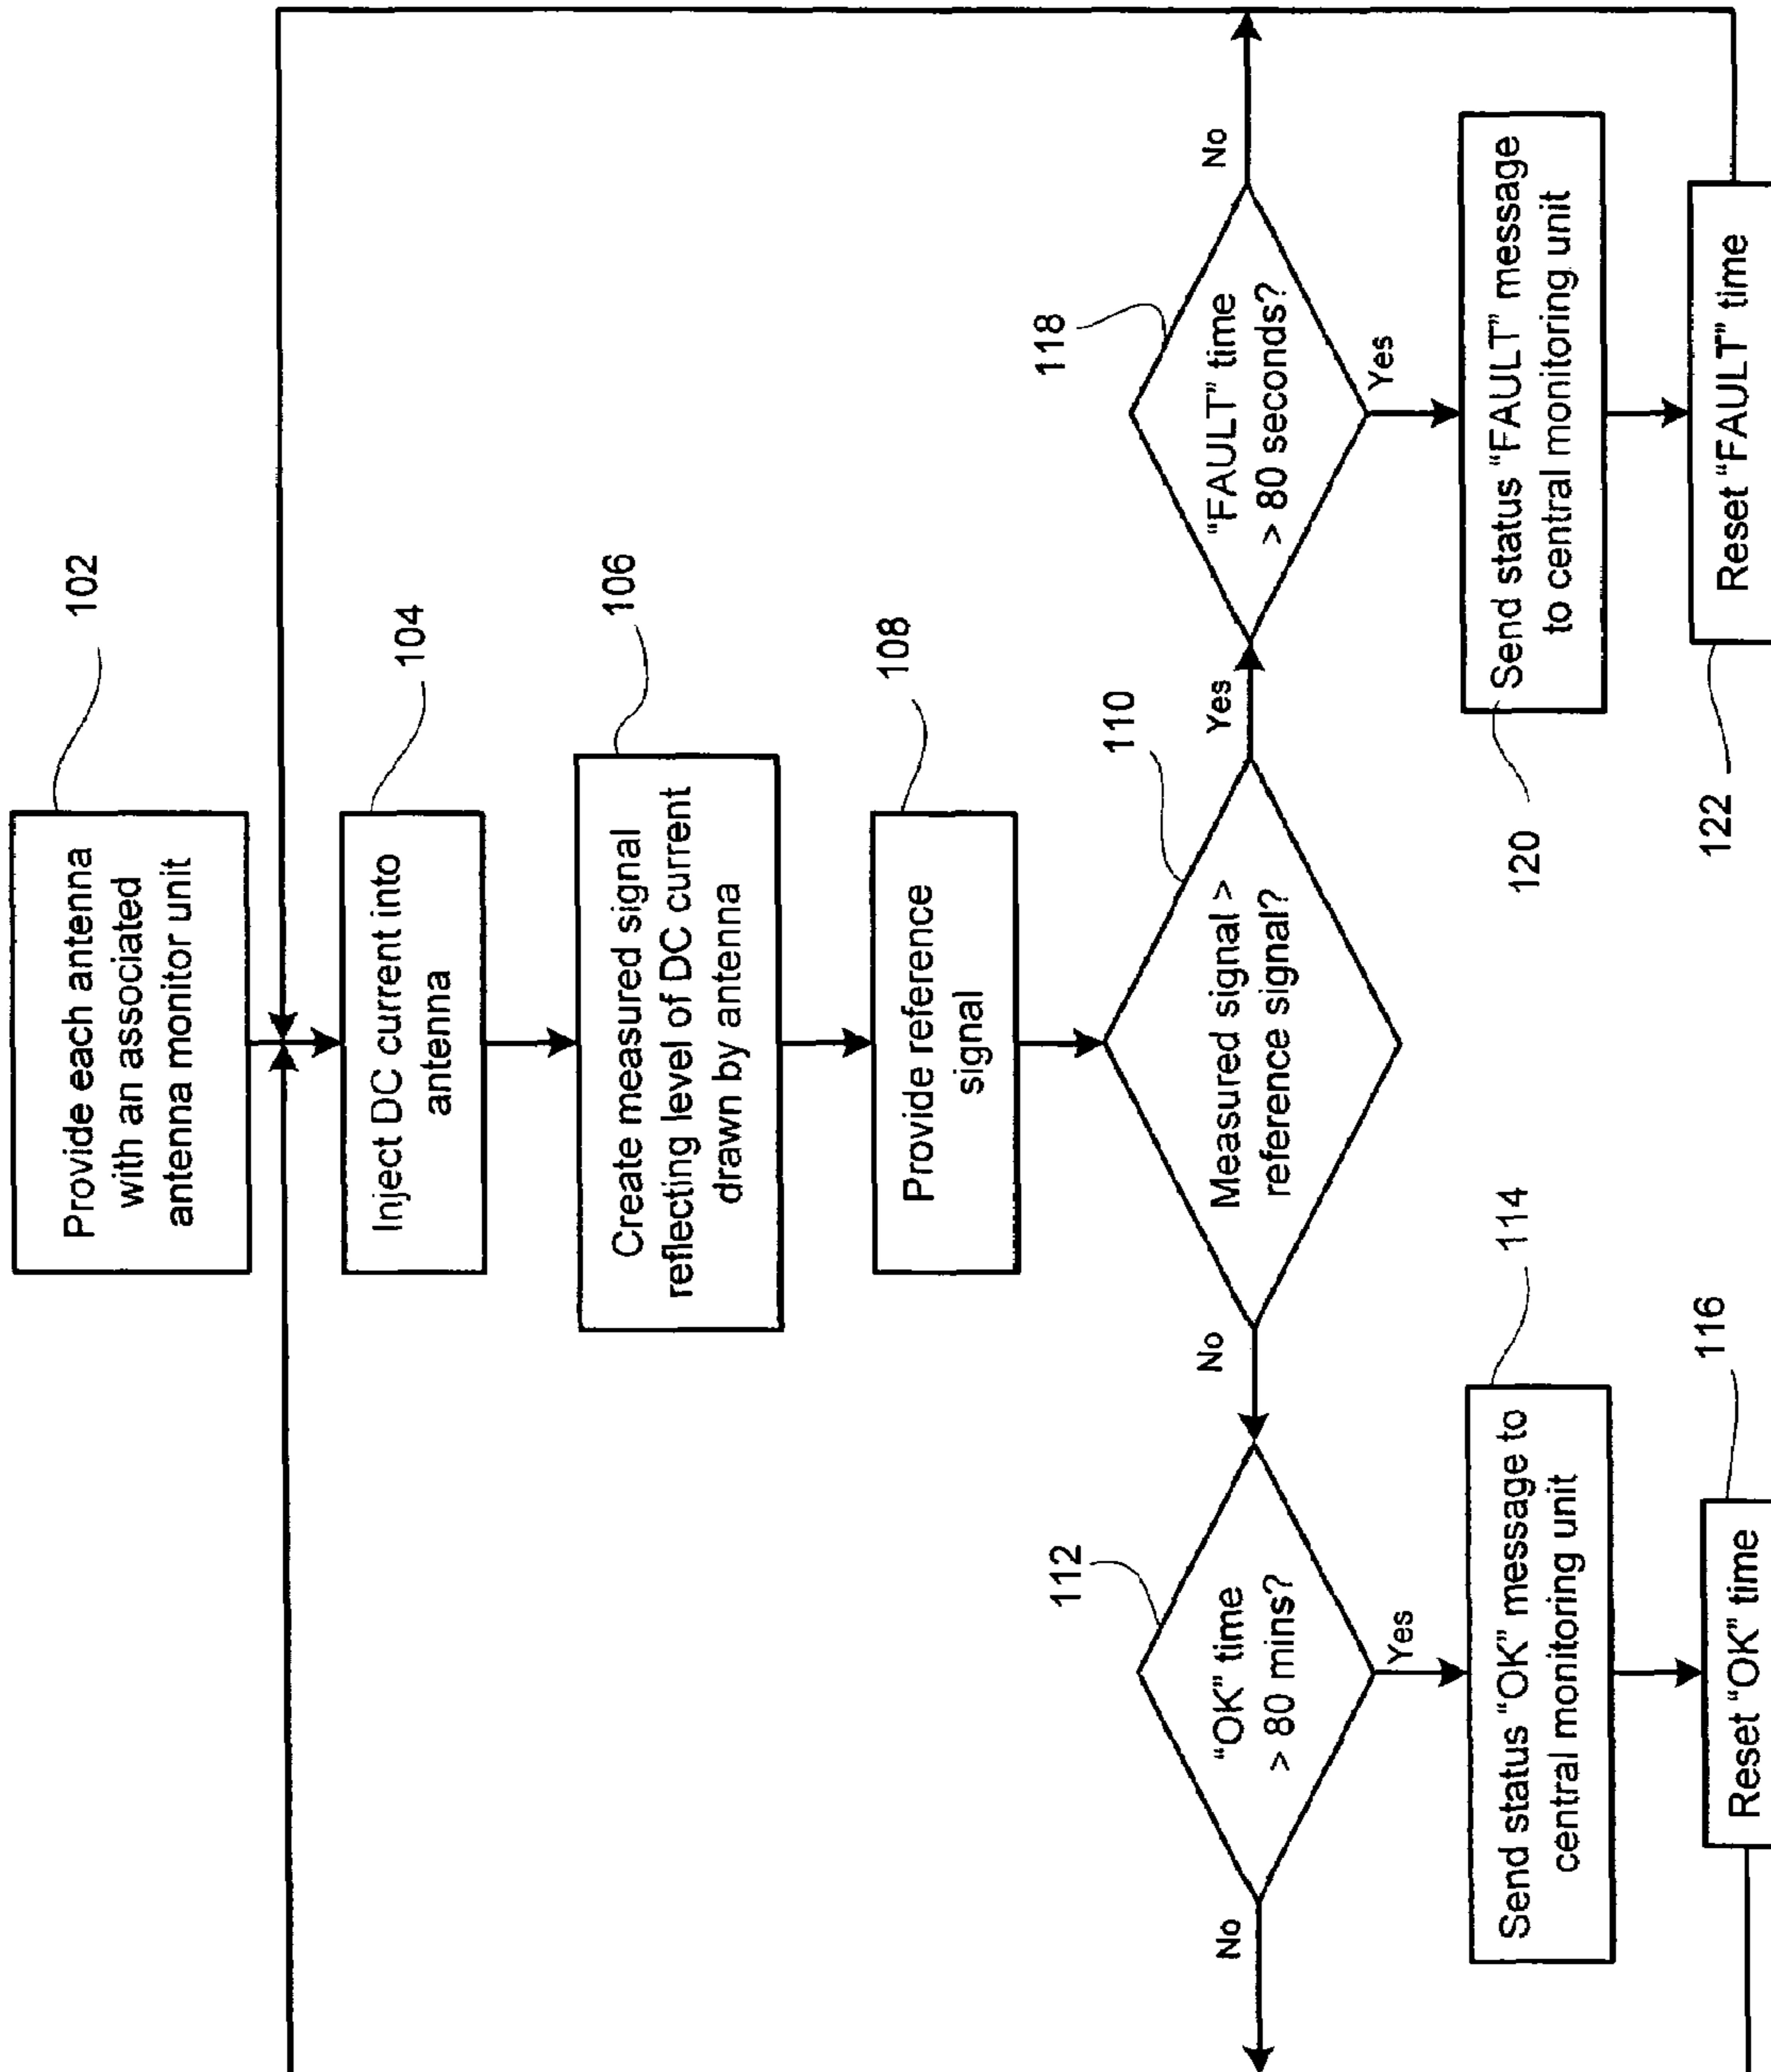 Provide each antenna
with an associated
antenna monitor unit
102
Inject DC current into
antenna
104
Create measured signal
reflecting level of DC current
drawn by antenna
106
Provide reference
signal
108
Measured signal >
reference signal?
110
No
Yes
"OK" time
> 80 mins?
112
No
Yes
Send status "OK" message to
central monitoring unit
114
Reset "OK" time
116
"FAULT" time
> 80 seconds?
118
No
Yes
Send status "FAULT" message
to central monitoring unit
120
Reset "FAULT" time
122